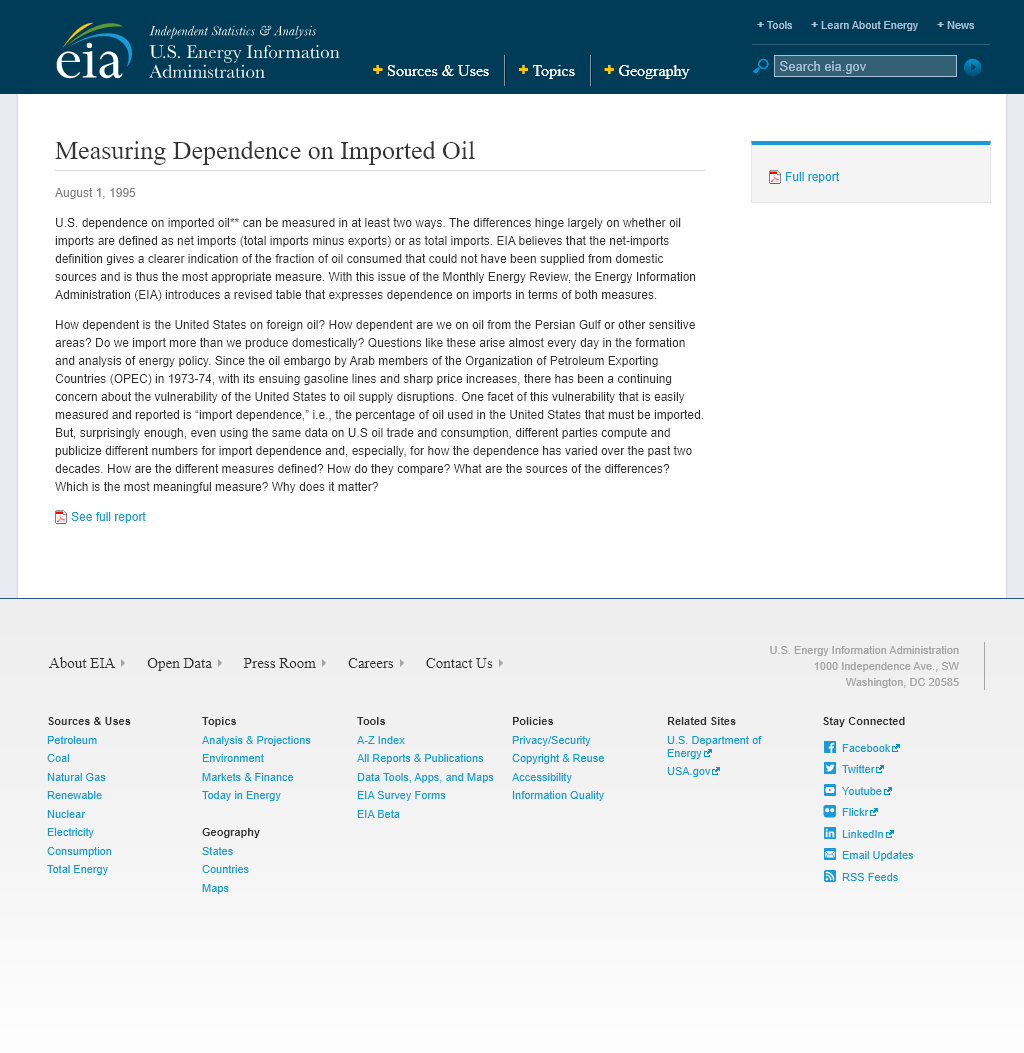 Independent Statistics & Analysis
eia
U.S. Energy Information
Administration
+ Sources & Uses
+ Topics
+ Geography
+ Tools
+ Learn About Energy
+ News
Search eia.gov
Measuring Dependence on Imported Oil
Full report
August 1, 1995
U.S. dependence on imported oil** can be measured in at least two ways. The differences hinge largely on whether oil
imports are defined as net imports (total imports minus exports) or as total imports. EIA believes that the net-imports
definition gives a clearer indication of the fraction of oil consumed that could not have been supplied from domestic
sources and is thus the most appropriate measure. With this issue of the Monthly Energy Review, the Energy Information
Administration (EIA) introduces a revised table that expresses dependence on imports in terms of both measures.
How dependent is the United States on foreign oil? How dependent are we on oil from the Persian Gulf or other sensitive
areas? Do we import more than we produce domestically? Questions like these arise almost every day in the formation
and analysis of energy policy. Since the oil embargo by Arab members of the Organization of Petroleum Exporting
Countries (OPEC) in 1973-74, with its ensuing gasoline lines and sharp price increases, there has been a continuing
concern about the vulnerability of the United States to oil supply disruptions. One facet of this vulnerability that is easily
measured and reported is “import dependence,” i.e., the percentage of oil used in the United States that must be imported.
But, surprisingly enough, even using the same data on U.S oil trade and consumption, different parties compute and
publicize different numbers for import dependence and, especially, for how the dependence has varied over the past two
decades. How are the different measures defined? How do they compare? What are the sources of the differences?
Which is the most meaningful measure? Why does it matter?
See full report
About EIA
Open Data
Press Room
Careers
Contact Us
U.S. Energy Information Administration
1000 Independence Ave., SW
Washington, DC 20585
Sources & Uses
Petroleum
Coal
Natural Gas
Renewable
Nuclear
Electricity
Consumption
Total Energy
Topics
Analysis & Projections
Environment
Markets & Finance
Today in Energy
Geography
States
Countries
Maps
Tools
A-Z Index
All Reports & Publications
Data Tools, Apps, and Maps
EIA Survey Forms
EIA Beta
Policies
Privacy/Security
Copyright & Reuse
Accessibility
Information Quality
Related Sites
U.S. Department of
Energy
USA.gov
Stay Connected
Facebook
Twitter
Youtube
Flickr
LinkedIn
Email Updates
RSS Feeds